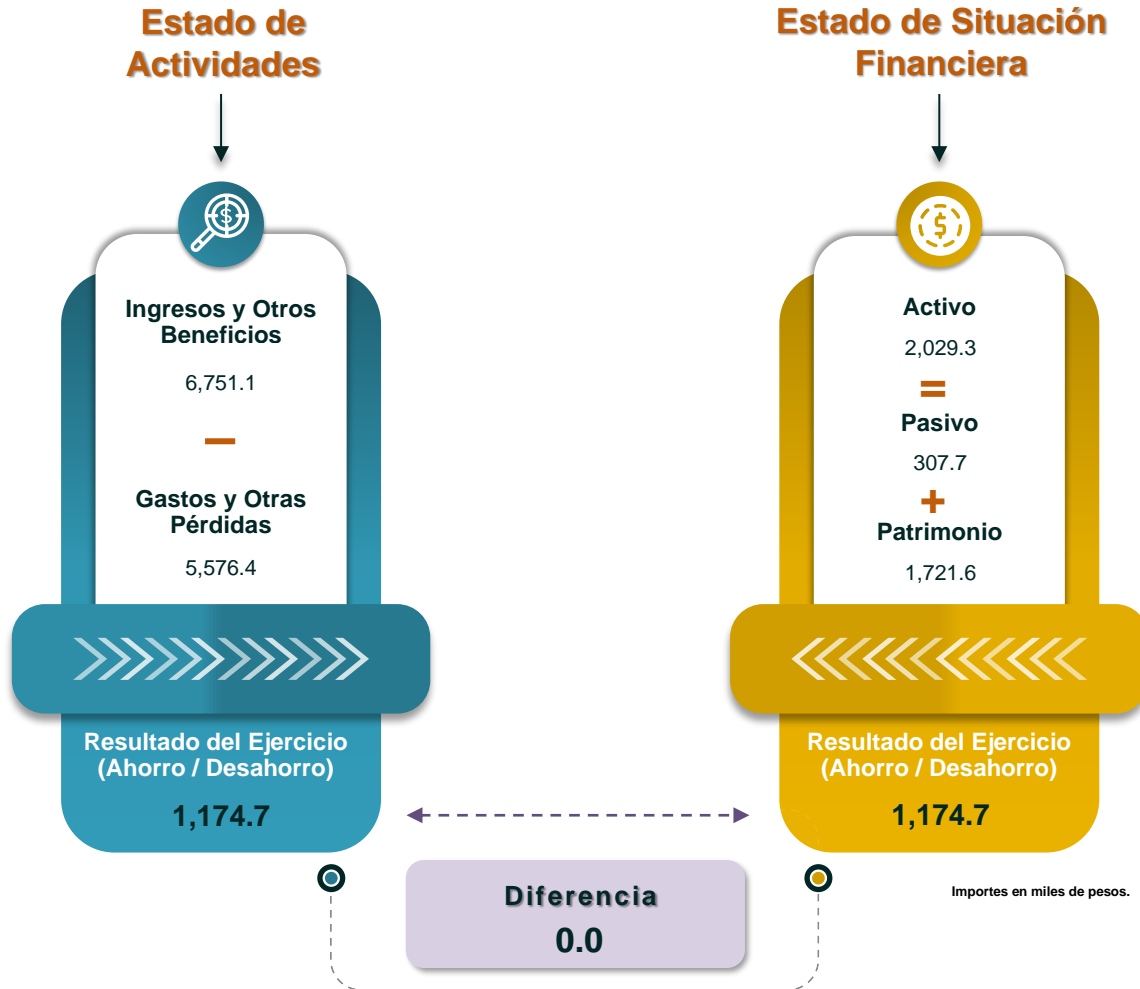 Estado de
Actividades
$
Ingresos y Otros
Beneficios
6,751.1
−
Gastos y Otras
Pérdidas
5,576.4
Resultado del Ejercicio
(Ahorro / Desahorro)
1,174.7
Estado de Situación
Financiera
$
Activo
2,029.3
=
Pasivo
307.7
+
Patrimonio
1,721.6
Resultado del Ejercicio
(Ahorro / Desahorro)
1,174.7
Diferencia
0.0
Importes en miles de pesos.